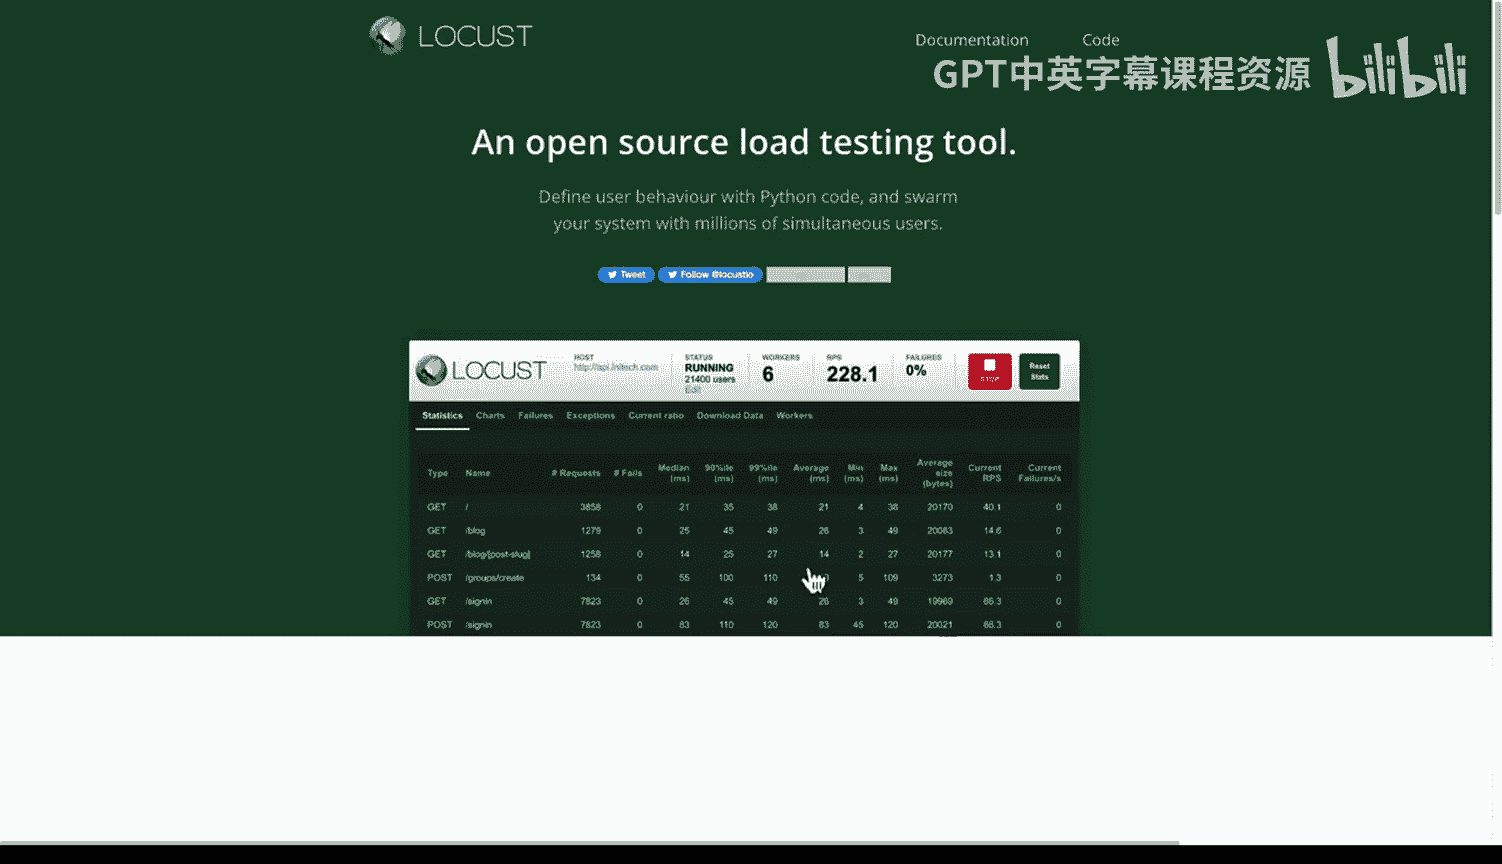 LOCUST
Documentation Code
GPT中英字幕课程资源 bilibili
An open source load testing tool.
Define user behaviour with Python code, and swarm
your system with millions of simultaneous users.
Tweet Follow @locustio
LOCUST
HOST
http://api.initech.com
STATUS
RUNNING
21400 users
Edit
WORKERS
6
RPS
228.1
FAILURES
0%
Reset
Stats
Statistics Charts Failures Exceptions Current ratio Download Data Workers
Type Name # Requests # Fails Median (ms) 90%ile (ms) 99%ile (ms) Average (ms) Min (ms) Max (ms) Average size (bytes) Current RPS Current Failures/s
GET / 3858 0 21 35 38 21 4 38 20170 40.1 0
GET /blog 1279 0 25 45 49 26 3 49 20083 14.6 0
GET /blog/[post-slug] 1258 0 14 25 27 14 2 27 20177 13.1 0
POST /groups/create 134 0 55 100 110 5 109 3273 1.3 0
GET /signin 7823 0 26 45 49 26 3 49 19969 66.3 0
POST /signin 7823 0 83 110 120 83 45 120 20021 66.3 0